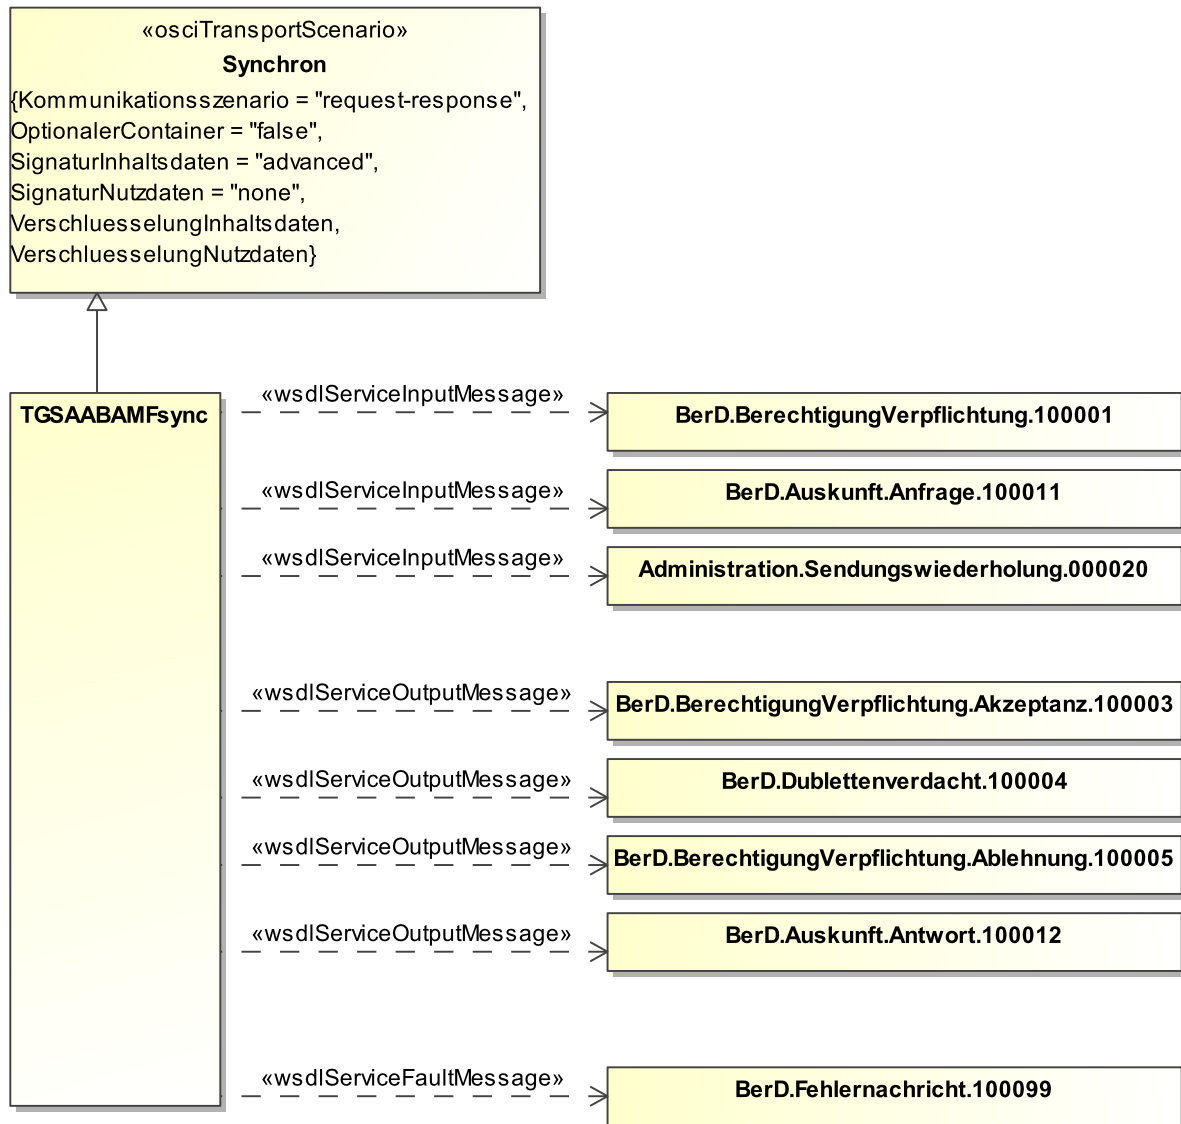 «osciTransportScenario»
Synchron
{Kommunikationsszenario = "request-response",
OptionalerContainer = "false",
SignaturInhaltsdaten = "advanced",
SignaturNutzdaten = "none",
VerschluesselungInhaltsdaten,
VerschluesselungNutzdaten}
TGSAABAMFsync
«wsdlServiceInputMessage»
BerD.BerechtigungVerpflichtung.100001
«wsdlServiceInputMessage»
BerD.Auskunft.Anfrage.100011
«wsdlServiceInputMessage»
Administration.Sendungswiederholung.000020
«wsdlServiceOutputMessage»
BerD.BerechtigungVerpflichtung.Akzeptanz.100003
«wsdlServiceOutputMessage»
BerD.Dublettenverdacht.100004
«wsdlServiceOutputMessage»
BerD.BerechtigungVerpflichtung.Ablehnung.100005
«wsdlServiceOutputMessage»
BerD.Auskunft.Antwort.100012
«wsdlServiceFaultMessage»
BerD.Fehlernachricht.100099